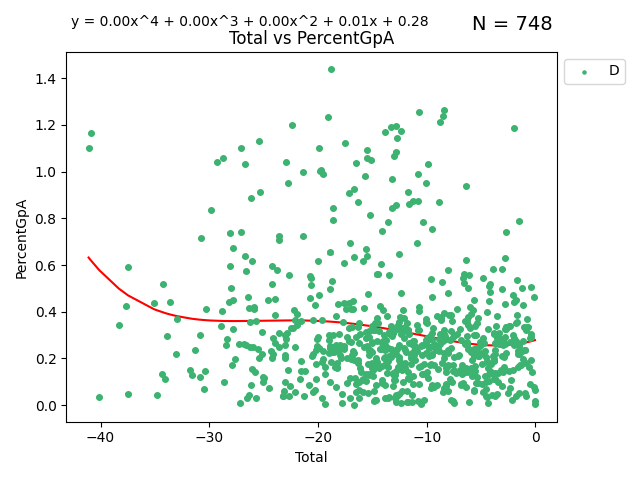 y = 0.00x^4 + 0.00x^3 + 0.00x^2 + 0.01x + 0.28
N = 748
Total vs PercentGpA
D
PercentGpA
1.4
1.2
1.0
0.8
0.6
0.4
0.2
0.0
−40
−30
−20
−10
0
Total